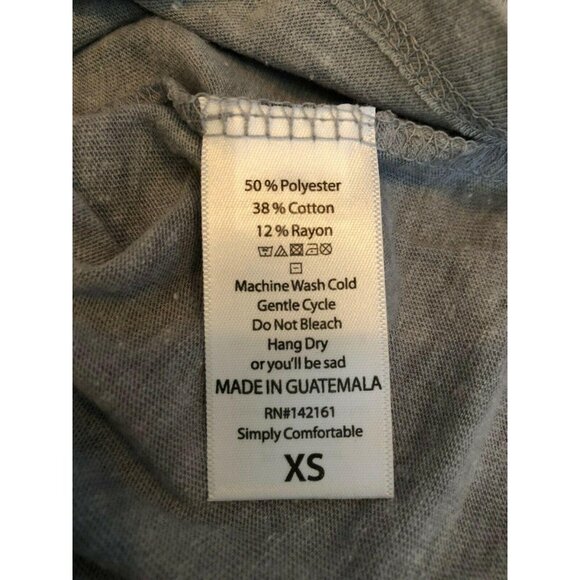 50 % Polyester
38 % Cotton
12 % Rayon
Machine Wash Cold
Gentle Cycle
Do Not Bleach
Hang Dry
or you'll be sad
MADE IN GUATEMALA
RN#142161
Simply Comfortable
XS